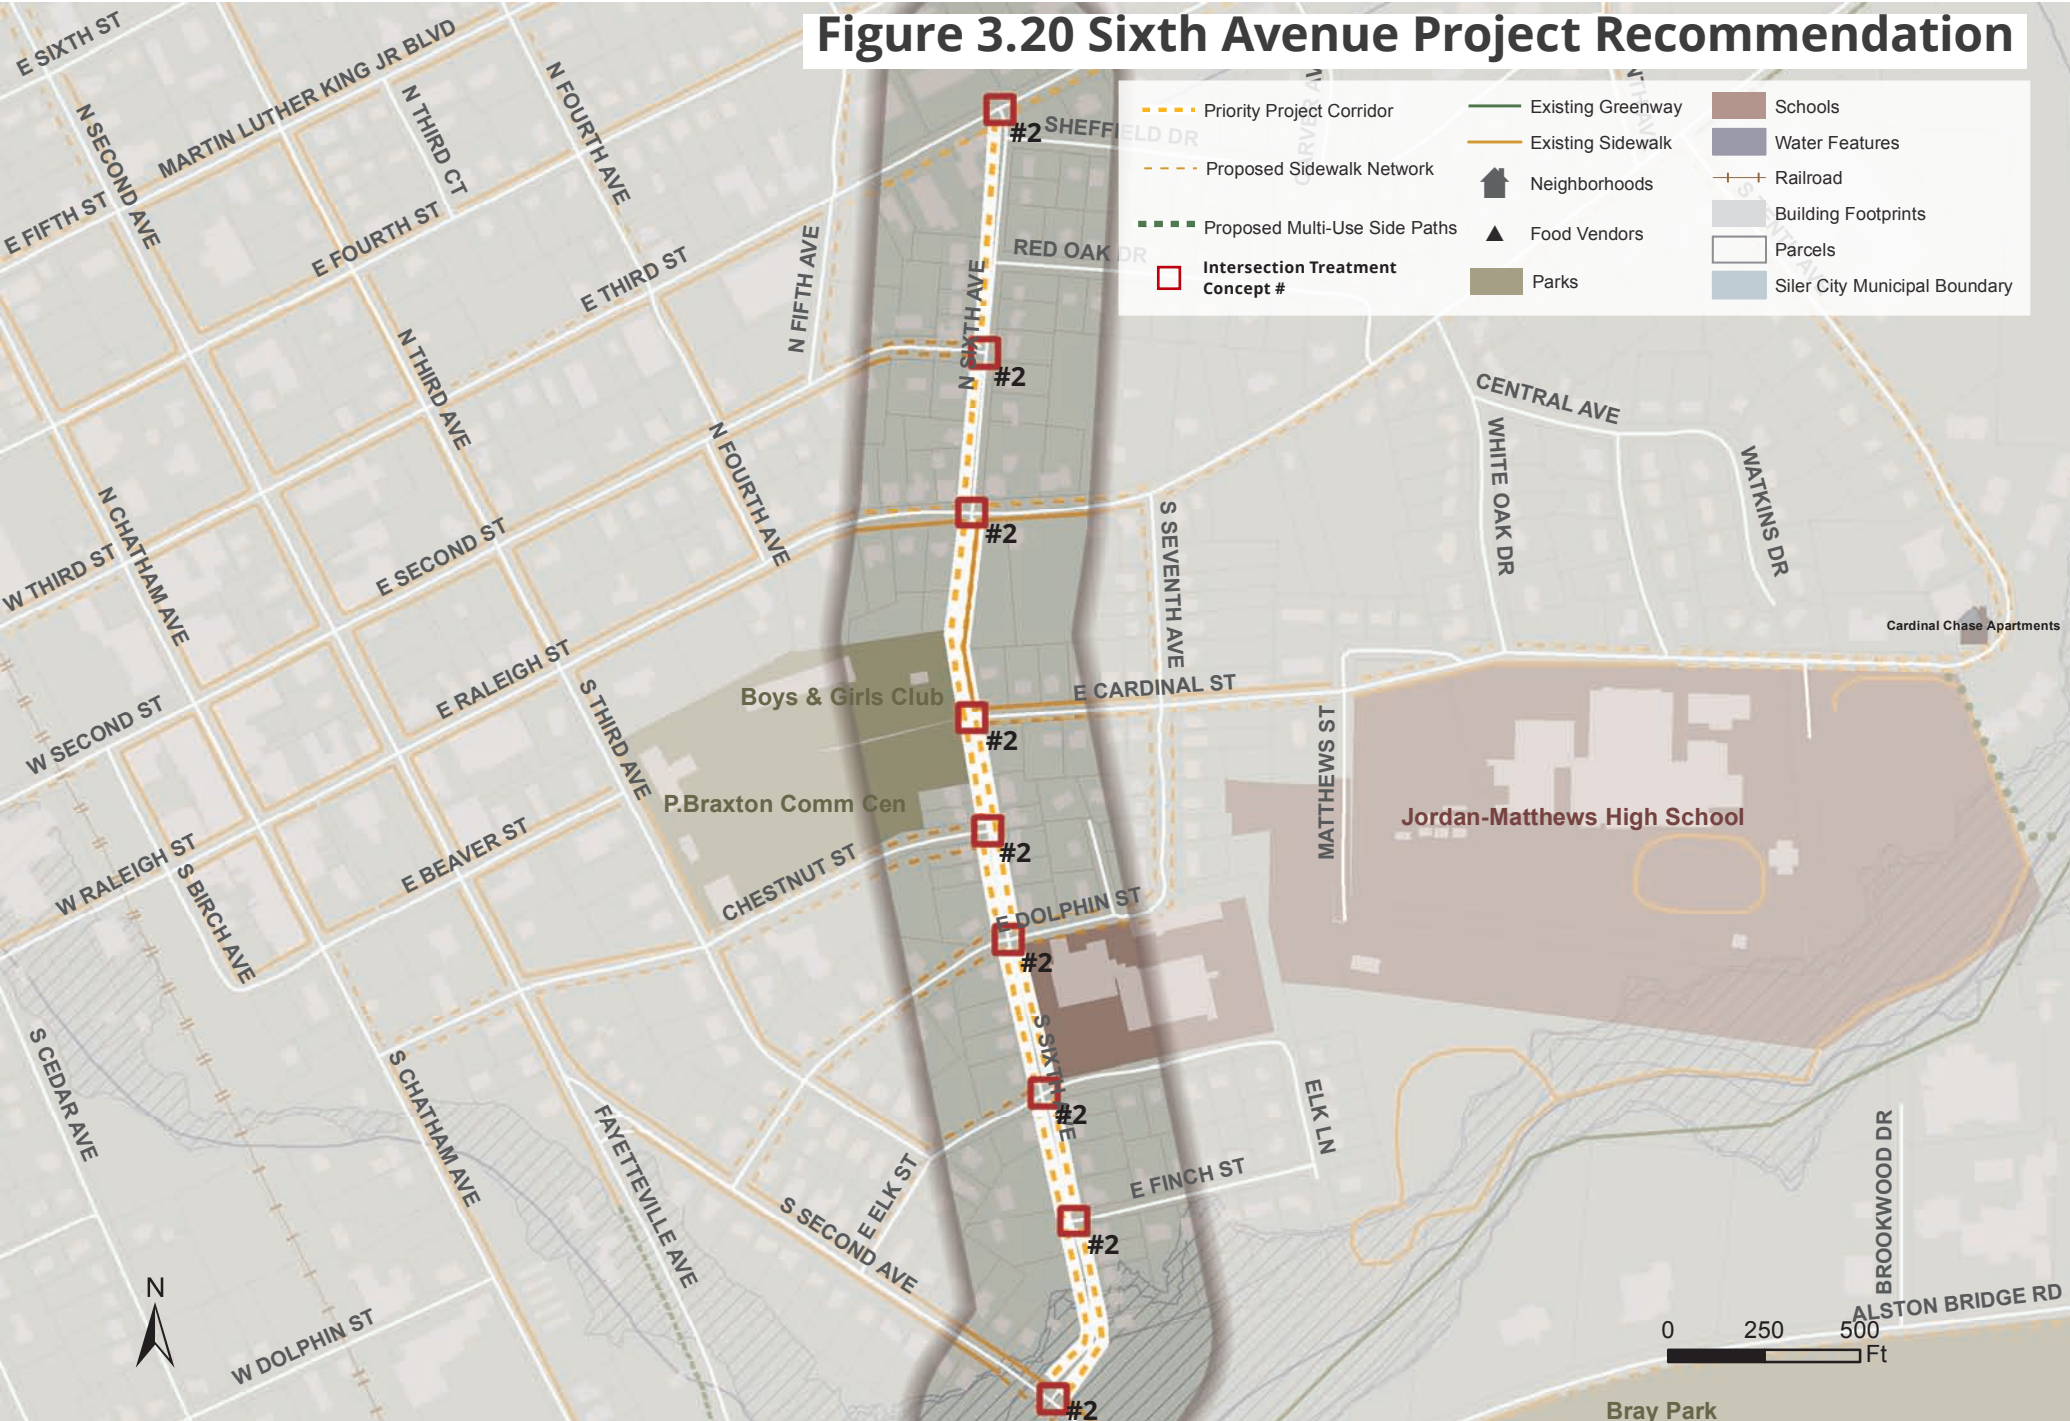 Figure 3.20 Sixth Avenue Project Recommendation
Priority Project Corridor
Proposed Sidewalk Network
Proposed Multi-Use Side Paths
Intersection Treatment
Concept #
Existing Greenway
Existing Sidewalk
Neighborhoods
Food Vendors
Parks
Schools
Water Features
Railroad
Building Footprints
Parcels
Siler City Municipal Boundary
E SIXTH ST
MARTIN LUTHER KING JR BLVD
N SECOND AVE
N THIRD CT
N FOURTH AVE
E FIFTH ST
E FOURTH ST
E THIRD ST
N FIFTH AVE
#2
SHEFFIELD DR
RED OAK DR
N SIXTH AVE
#2
S TENTH AVE
N THIRD AVE
N FOURTH AVE
CENTRAL AVE
WHITE OAK DR
WATKINS DR
N CHATHAM AVE
W THIRD ST
E SECOND ST
#2
S SEVENTH AVE
Cardinal Chase Apartments
E RALEIGH ST
S THIRD AVE
Boys & Girls Club
E CARDINAL ST
W SECOND ST
#2
MATTHEWS ST
P.Braxton Comm Cen
Jordan-Matthews High School
W RALEIGH ST
S BIRCH AVE
E BEAVER ST
CHESTNUT ST
#2
E DOLPHIN ST
#2
S CEDAR AVE
S CHATHAM AVE
FAYETTEVILLE AVE
S SIXTH AVE
#2
ELK LN
E ELK ST
E FINCH ST
S SECOND AVE
#2
BROOKWOOD DR
ALSTON BRIDGE RD
N
W DOLPHIN ST
0 250 500
Ft
#2
Bray Park